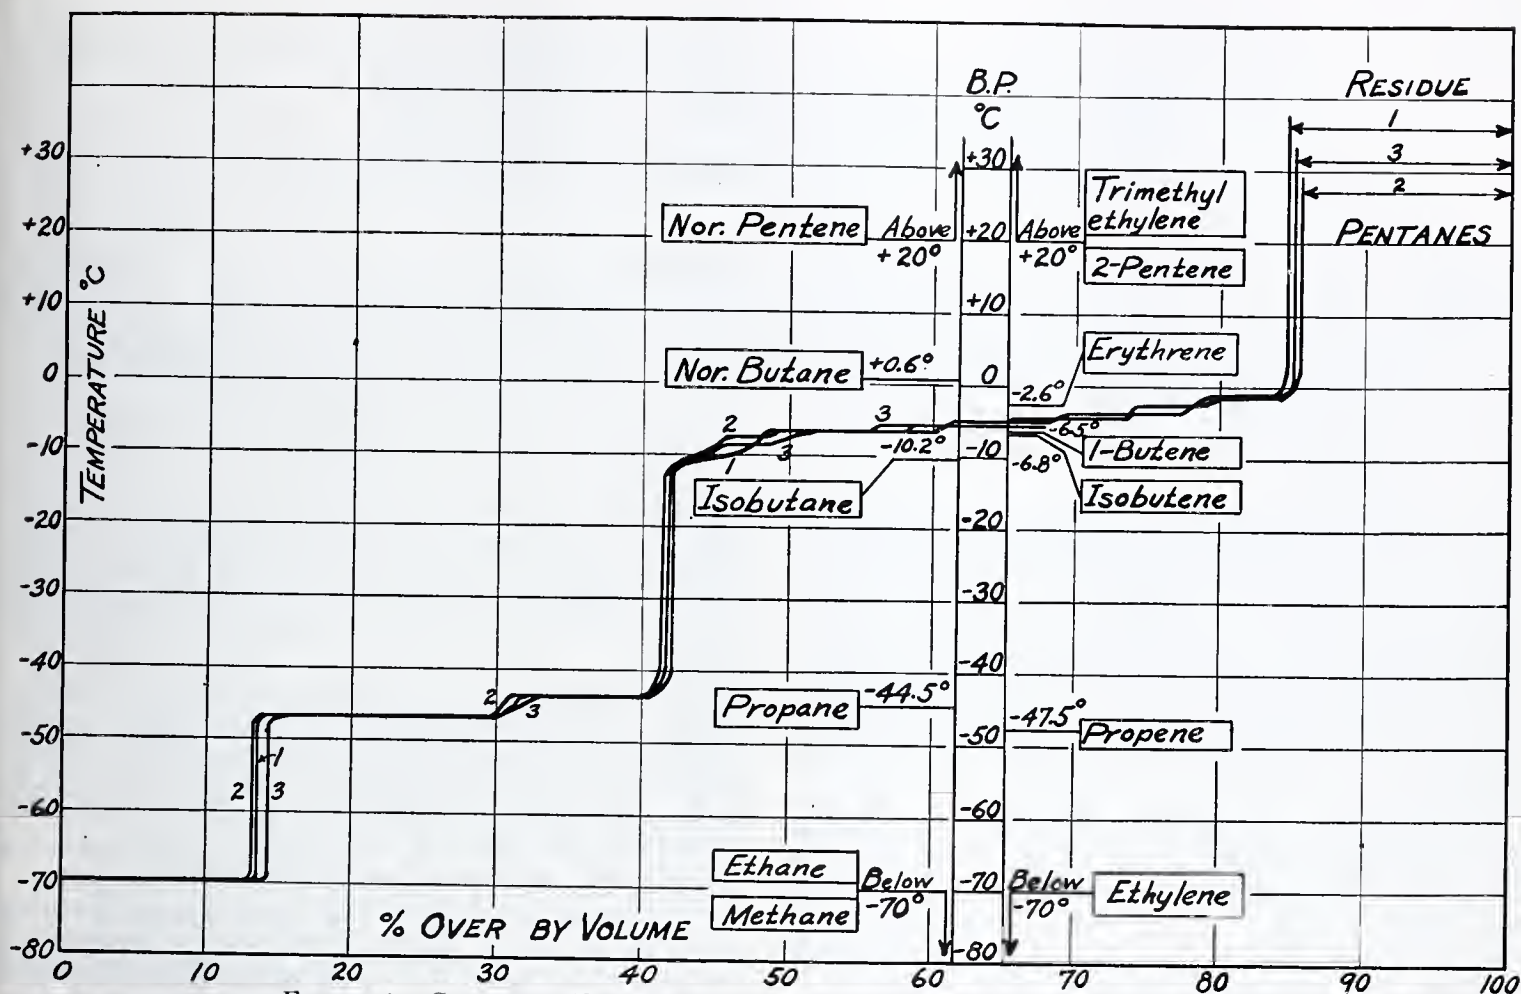 B.P.
°C
RESIDUE
1
3
2
PENTANES
+30
+20
+10
0
-10
-20
-30
-40
-50
-60
-70
-80
TEMPERATURE °C
+30
+20
+10
0
-10
-20
-30
-40
-50
-60
-70
-80
Nor. Pentene
Above
+20°
Above
+20°
Trimethyl
ethylene
2-Pentene
Nor. Butane
+0.6°
Erythrene
-2.6°
2
3
1
3
-10.2°
-6.5°
1-Butene
-6.8°
Isobutane
Isobutene
2
3
Propane
-44.5°
-47.5°
Propene
2
1
3
Ethane
Methane
Below
-70°
Below
-70°
Ethylene
% OVER BY VOLUME
0 10 20 30 40 50 60 70 80 90 100